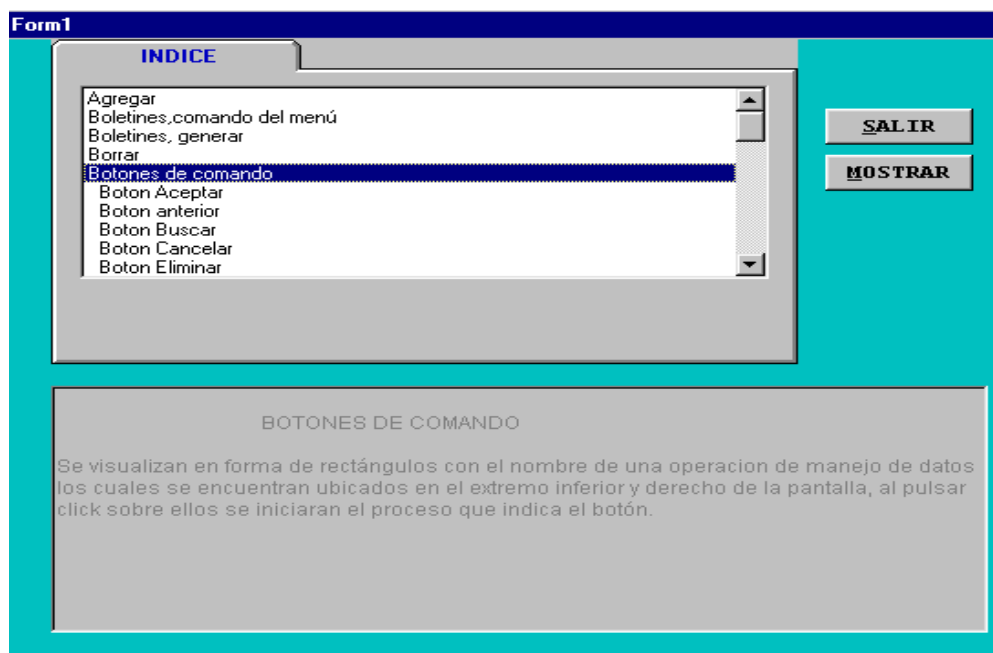 Form1
INDICE
Agregar
Boletines,comando del menú
Boletines, generar
Borrar
Botones de comando
Boton Aceptar
Boton anterior
Boton Buscar
Boton Cancelar
Boton Eliminar
SALIR
MOSTRAR
BOTONES DE COMANDO
Se visualizan en forma de rectángulos con el nombre de una operacion de manejo de datos
los cuales se encuentran ubicados en el extremo inferior y derecho de la pantalla, al pulsar
click sobre ellos se iniciaran el proceso que indica el botón.